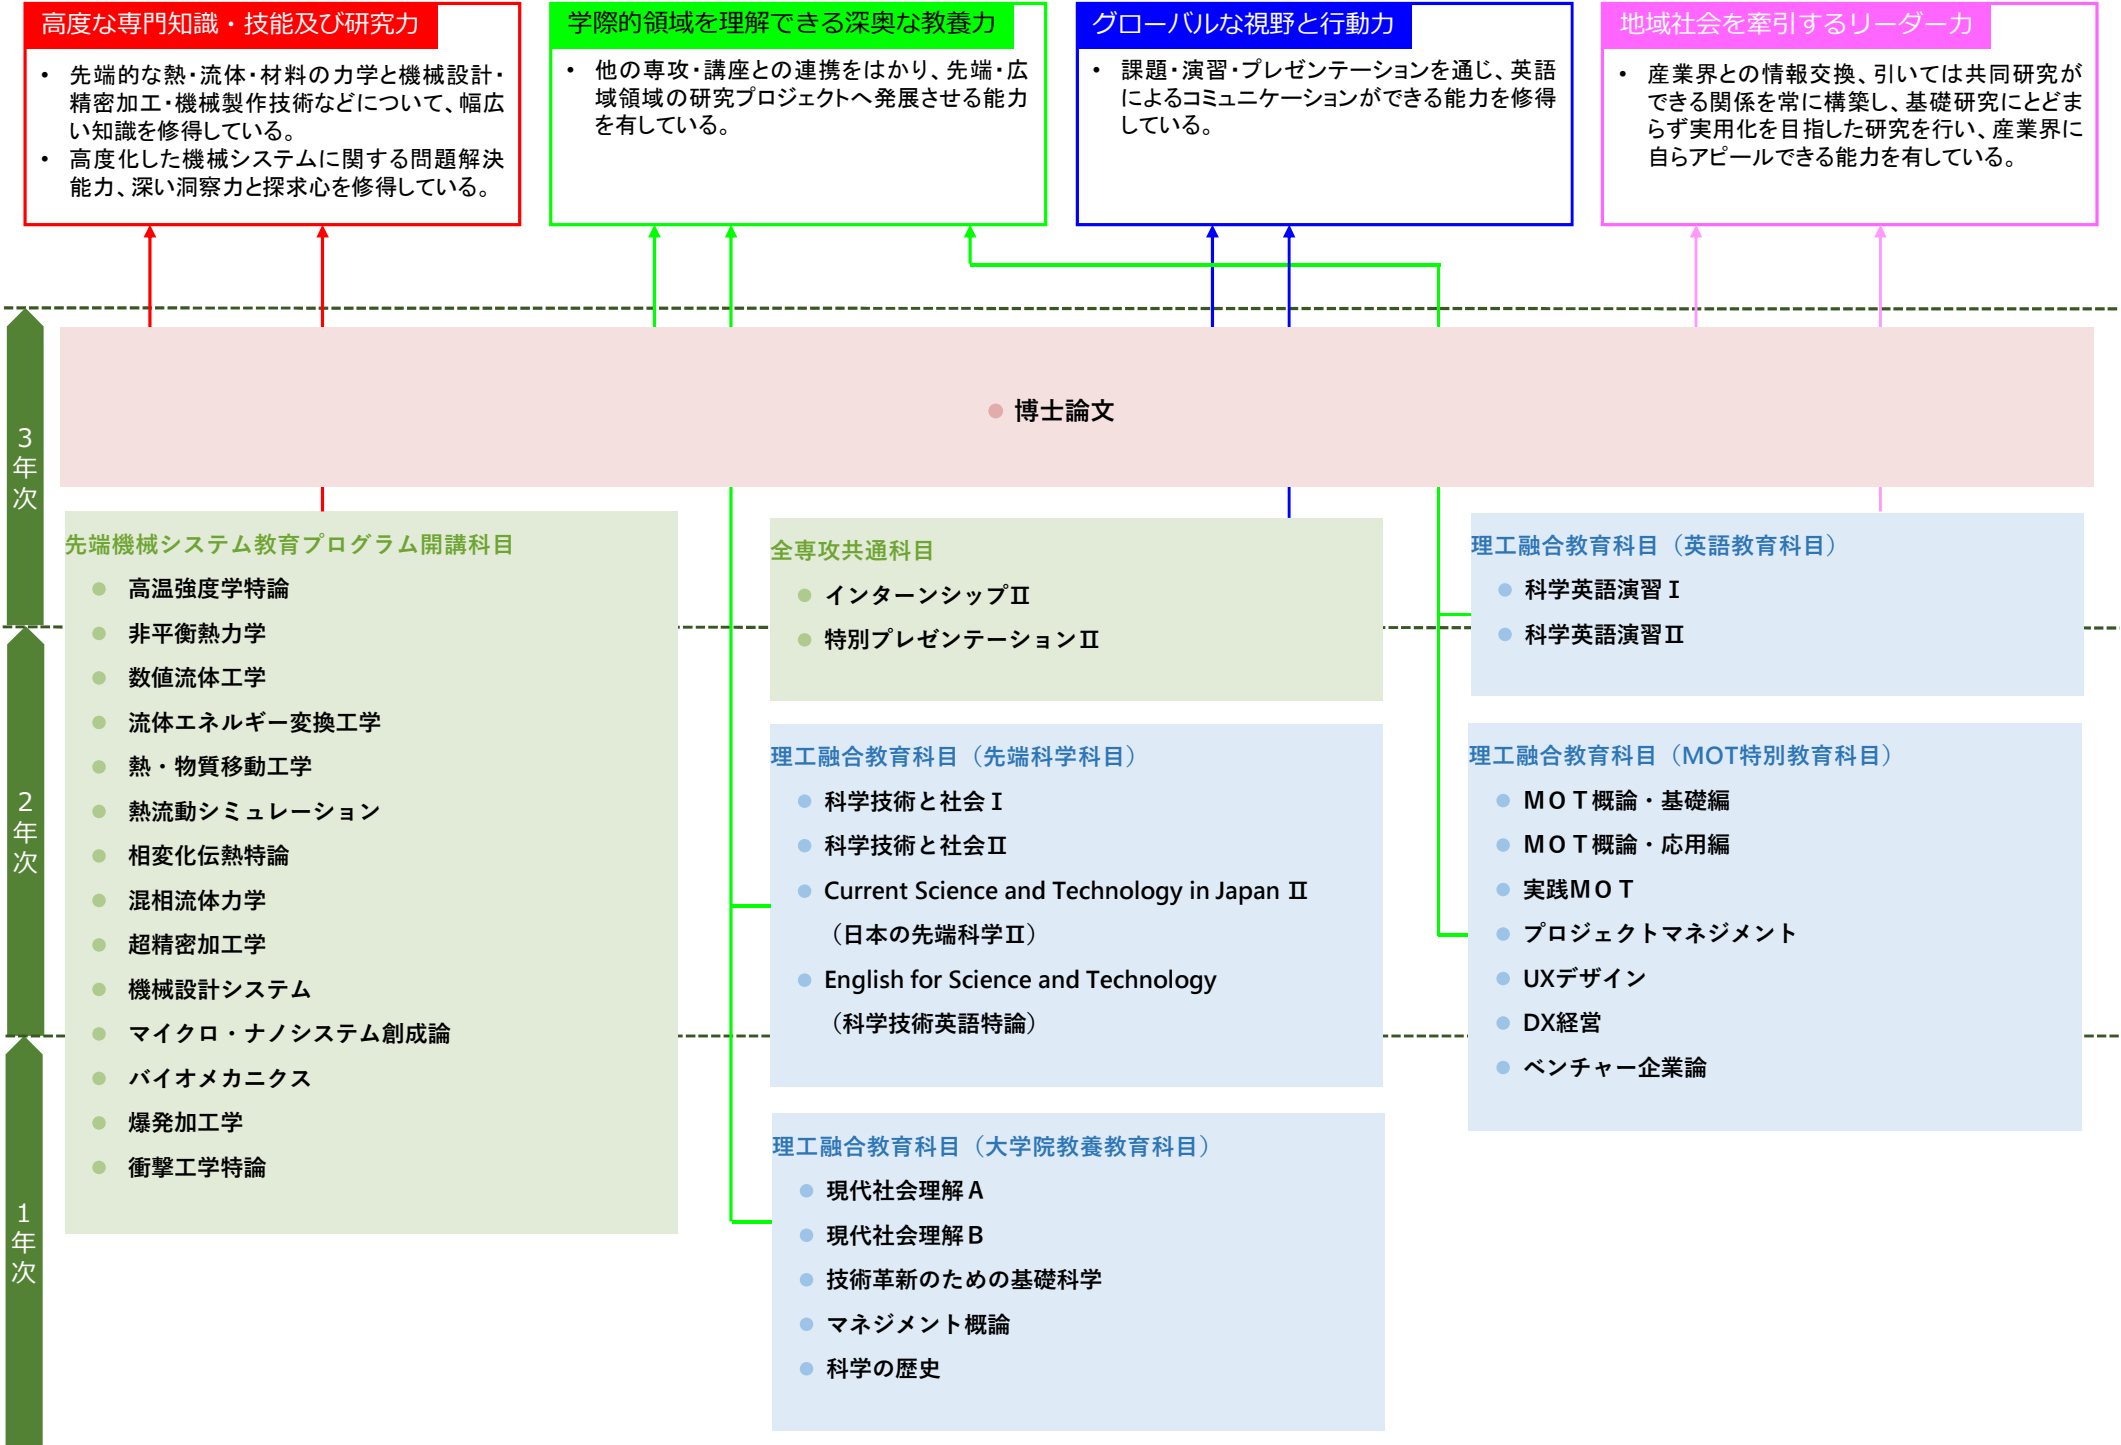 高度な専門知識・技能及び研究力
• 先端的な熱・流体・材料の力学と機械設計・
精密加工・機械製作技術などについて、幅広
い知識を修得している。
• 高度化した機械システムに関する問題解決
能力、深い洞察力と探求心を修得している。
学際的領域を理解できる深奥な教養力
• 他の専攻・講座との連携をはかり、先端・広
域領域の研究プロジェクトへ発展させる能力
を有している。
グローバルな視野と行動力
• 課題・演習・プレゼンテーションを通じ、英語
によるコミュニケーションができる能力を修得
している。
地域社会を牽引するリーダー力
• 産業界との情報交換、引いては共同研究が
できる関係を常に構築し、基礎研究にとどま
らず実用化を目指した研究を行い、産業界に
自らアピールできる能力を有している。
3年次
● 博士論文
先端機械システム教育プログラム開講科目
● 高温強度学特論
● 非平衡熱力学
● 数値流体工学
● 流体エネルギー変換工学
● 熱・物質移動工学
● 熱流動シミュレーション
● 相変化伝熱特論
● 混相流体力学
● 超精密加工学
● 機械設計システム
● マイクロ・ナノシステム創成論
● バイオメカニクス
● 爆発加工学
● 衝撃工学特論
全専攻共通科目
● インターンシップⅡ
● 特別プレゼンテーションⅡ
理工融合教育科目（英語教育科目）
● 科学英語演習Ⅰ
● 科学英語演習Ⅱ
2年次
理工融合教育科目（先端科学科目）
● 科学技術と社会Ⅰ
● 科学技術と社会Ⅱ
● Current Science and Technology in Japan Ⅱ
（日本の先端科学Ⅱ）
● English for Science and Technology
（科学技術英語特論）
理工融合教育科目（MOT特別教育科目）
● ＭＯＴ概論・基礎編
● ＭＯＴ概論・応用編
● 実践ＭＯＴ
● プロジェクトマネジメント
● UXデザイン
● DX経営
● ベンチャー企業論
1年次
理工融合教育科目（大学院教養教育科目）
● 現代社会理解Ａ
● 現代社会理解Ｂ
● 技術革新のための基礎科学
● マネジメント概論
● 科学の歴史